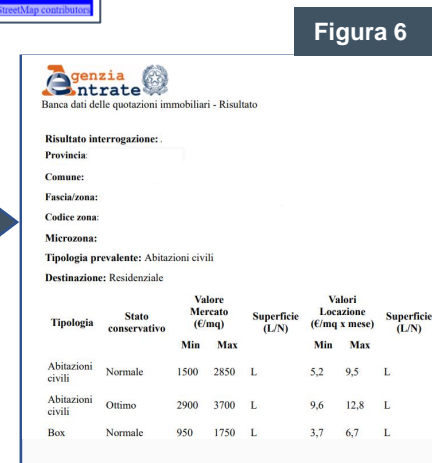 StreetMap contributors
Figura 6
Agenzia
Entrate
Banca dati delle quotazioni immobiliari - Risultato
Risultato interrogazione: .
Provincia:
Comune:
Fascia/zona:
Codice zona:
Microzona:
Tipologia prevalente: Abitazioni civili
Destinazione: Residenziale
Tipologia Stato conservativo Valore Mercato (€/mq) Superficie (L/N) Valori Locazione (€/mq x mese) Superficie (L/N)
Min Max Min Max
Abitazioni civili Normale 1500 2850 L 5,2 9,5 L
Abitazioni civili Ottimo 2900 3700 L 9,6 12,8 L
Box Normale 950 1750 L 3,7 6,7 L